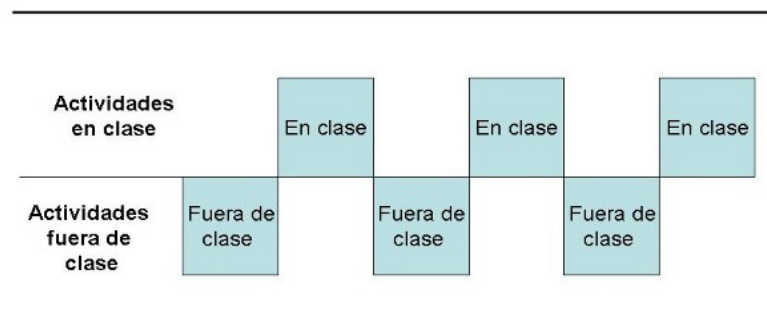 Actividades
en clase
En clase
En clase
En clase
Actividades
fuera de
clase
Fuera de
clase
Fuera de
clase
Fuera de
clase